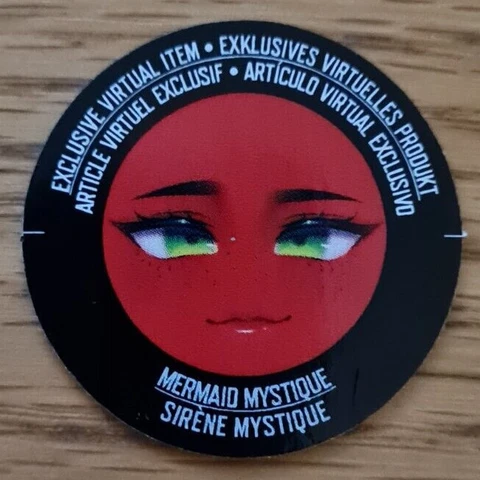 EXCLUSIVE VIRTUAL ITEM • EXKLUSIVES VIRTUELLES PRODUKT
ARTICLE VIRTUEL EXCLUSIF • ARTÍCULO VIRTUAL EXCLUSIVO
MERMAID MYSTIQUE
SIRÈNE MYSTIQUE